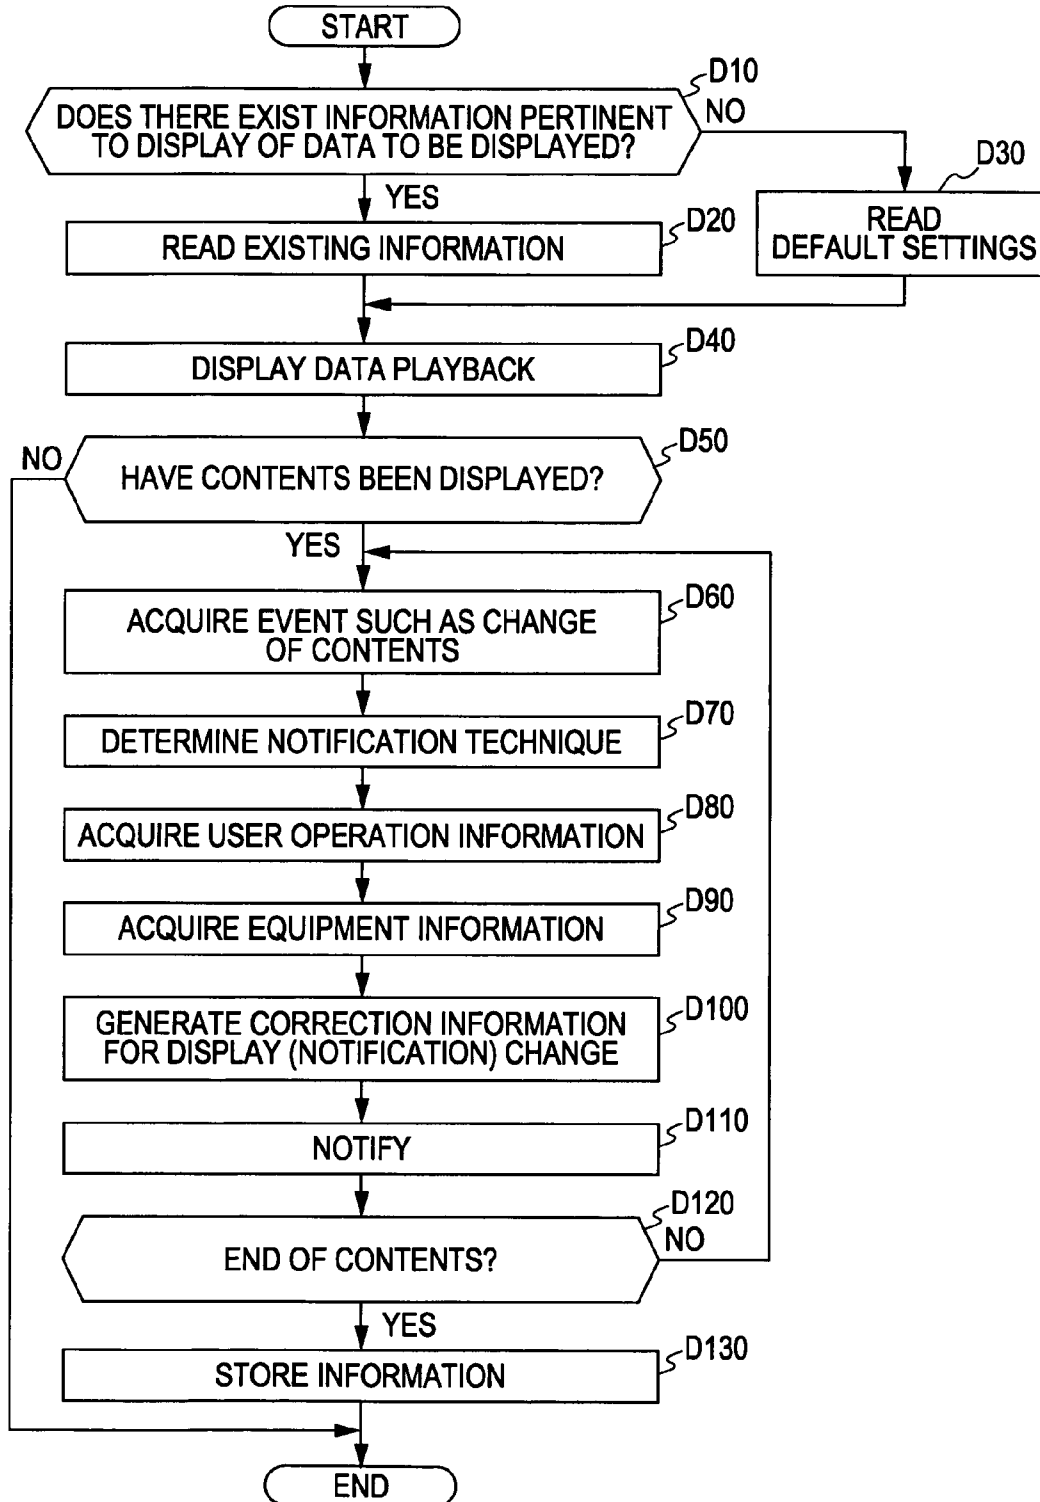 START
D10
DOES THERE EXIST INFORMATION PERTINENT
TO DISPLAY OF DATA TO BE DISPLAYED?
NO
YES
D30
READ
DEFAULT SETTINGS
D20
READ EXISTING INFORMATION
D40
DISPLAY DATA PLAYBACK
D50
NO
HAVE CONTENTS BEEN DISPLAYED?
YES
D60
ACQUIRE EVENT SUCH AS CHANGE
OF CONTENTS
D70
DETERMINE NOTIFICATION TECHNIQUE
D80
ACQUIRE USER OPERATION INFORMATION
D90
ACQUIRE EQUIPMENT INFORMATION
D100
GENERATE CORRECTION INFORMATION
FOR DISPLAY (NOTIFICATION) CHANGE
D110
NOTIFY
D120
END OF CONTENTS?
NO
YES
D130
STORE INFORMATION
END